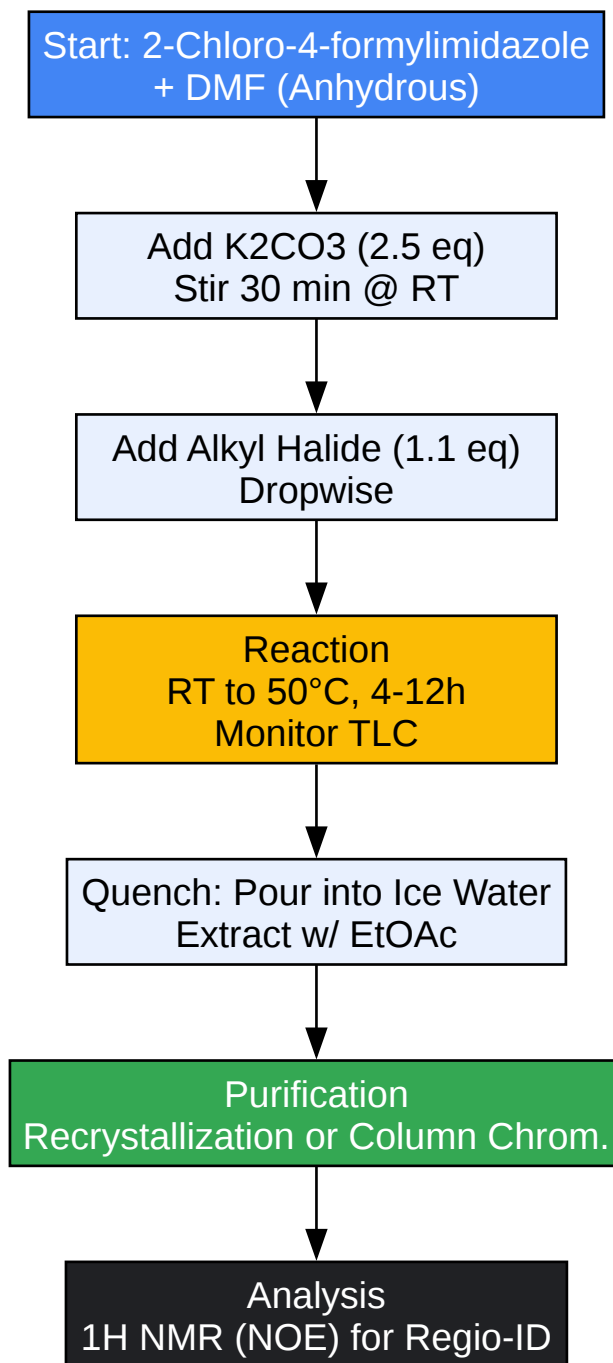 Start: 2-Chloro-4-formylimidazole
+ DMF (Anhydrous)
Add K2CO3 (2.5 eq)
Stir 30 min @ RT
Add Alkyl Halide (1.1 eq)
Dropwise
Reaction
RT to 50°C, 4-12h
Monitor TLC
Quench: Pour into Ice Water
Extract w/ EtOAc
Purification
Recrystallization or Column Chrom.
Analysis
1H NMR (NOE) for Regio-ID